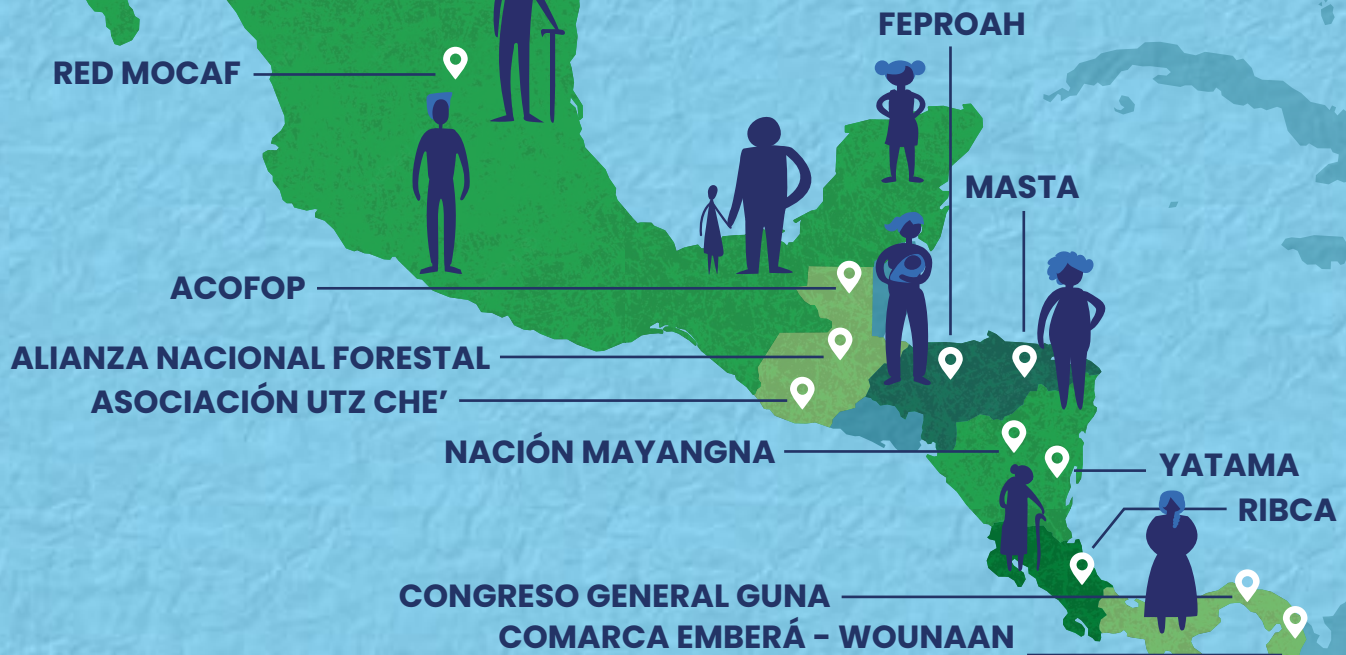 FEPROAH
RED MOCAF
MASTA
ACOFOP
ALIANZA NACIONAL FORESTAL
ASOCIACIÓN UTZ CHE’
NACIÓN MAYANGNA
YATAMA
RIBCA
CONGRESO GENERAL GUNA
COMARCA EMBERÁ - WOUNAAN